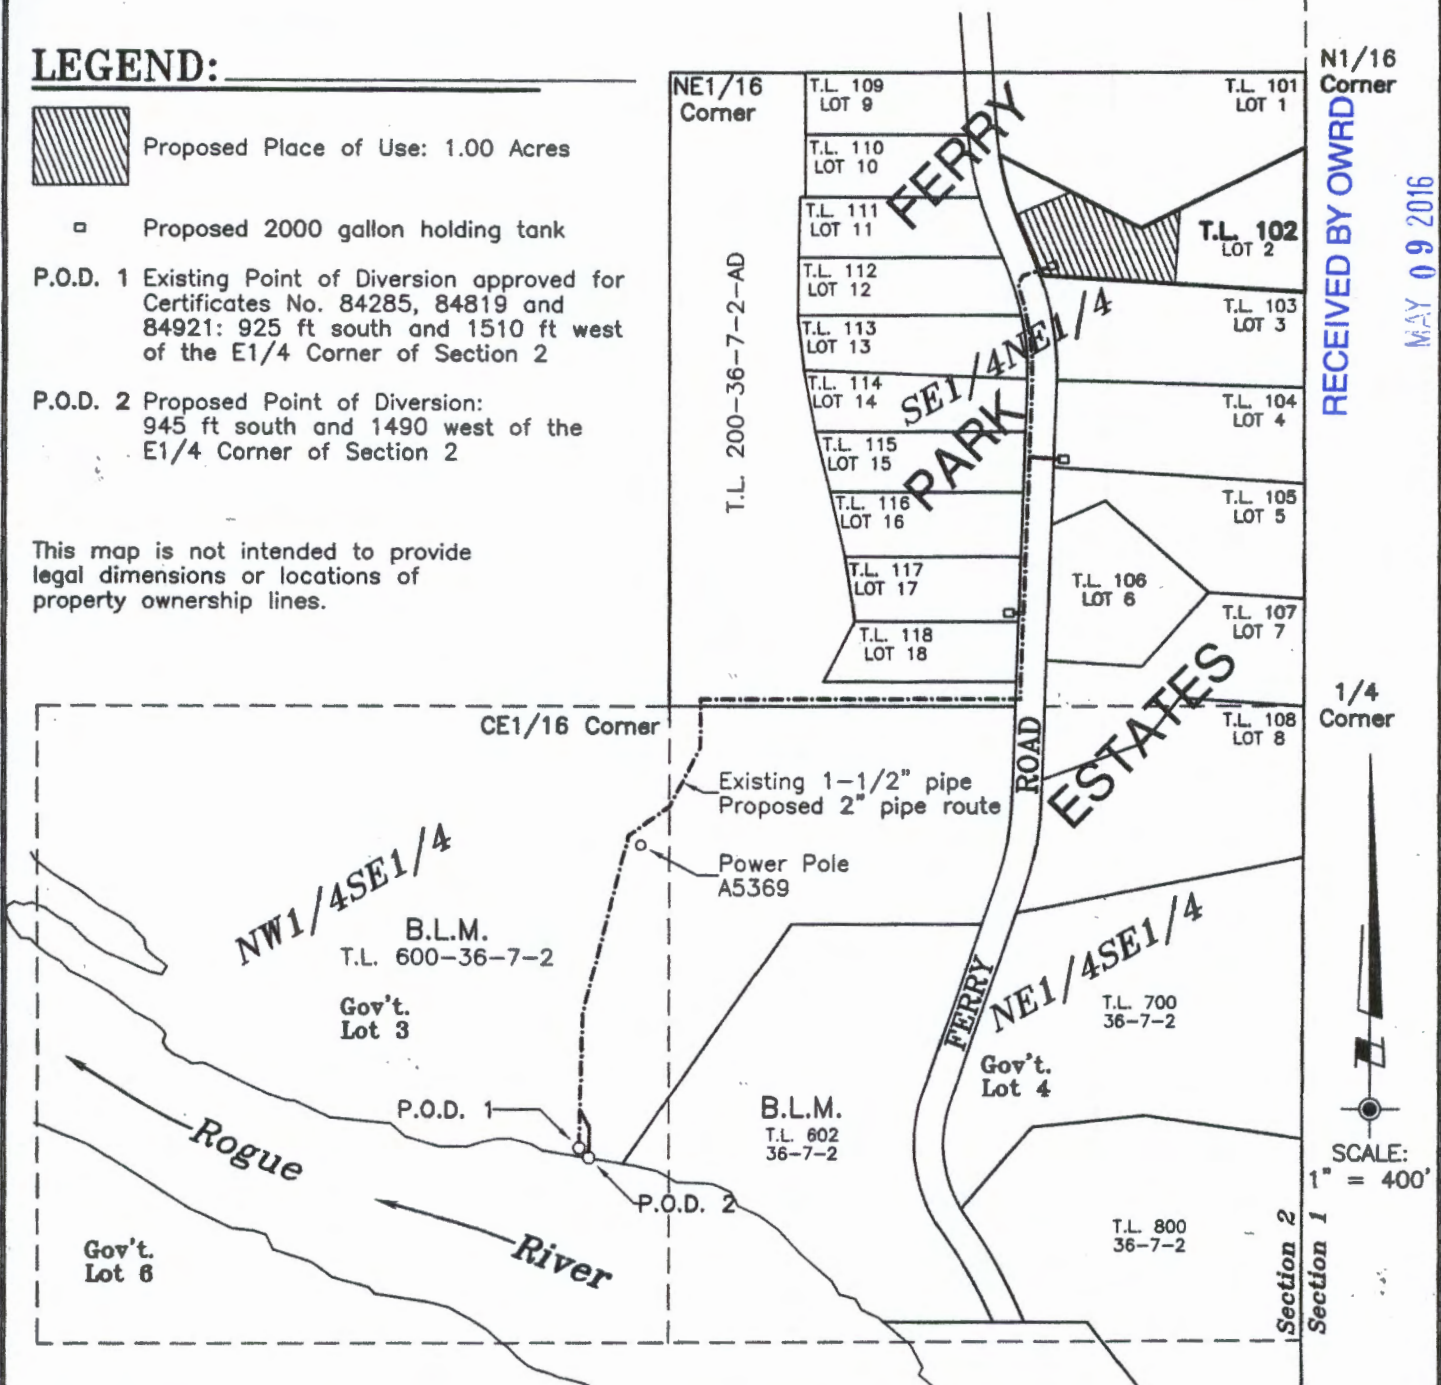 LEGEND:
Proposed Place of Use: 1.00 Acres
Proposed 2000 gallon holding tank
P.O.D. 1 Existing Point of Diversion approved for
Certificates No. 84285, 84819 and
84921: 925 ft south and 1510 ft west
of the E1/4 Corner of Section 2
P.O.D. 2 Proposed Point of Diversion:
945 ft south and 1490 west of the
E1/4 Corner of Section 2
This map is not intended to provide
legal dimensions or locations of
property ownership lines.
NE1/16
Corner
T.L. 109
LOT 9
T.L. 110
LOT 10
T.L. 111
LOT 11
T.L. 112
LOT 12
T.L. 113
LOT 13
T.L. 114
LOT 14
T.L. 115
LOT 15
T.L. 116
LOT 16
T.L. 117
LOT 17
T.L. 118
LOT 18
T.L. 200-36-7-2-AD
FERRY
PARK
ESTATES
SE1/4NE1/4
T.L. 101
LOT 1
T.L. 102
LOT 2
T.L. 103
LOT 3
T.L. 104
LOT 4
T.L. 105
LOT 5
T.L. 106
LOT 6
T.L. 107
LOT 7
T.L. 108
LOT 8
N1/16
Corner
RECEIVED BY OWRD
MAY 09 2016
1/4
Corner
CE1/16 Corner
Existing 1-1/2" pipe
Proposed 2" pipe route
Power Pole
A5369
ROAD
FERRY
NW1/4SE1/4
B.L.M.
T.L. 600-36-7-2
Gov't.
Lot 3
NE1/4SE1/4
T.L. 700
36-7-2
Gov't.
Lot 4
P.O.D. 1
P.O.D. 2
B.L.M.
T.L. 602
36-7-2
Rogue
River
Gov't.
Lot 6
T.L. 800
36-7-2
SCALE:
1" = 400'
Section 2
Section 1